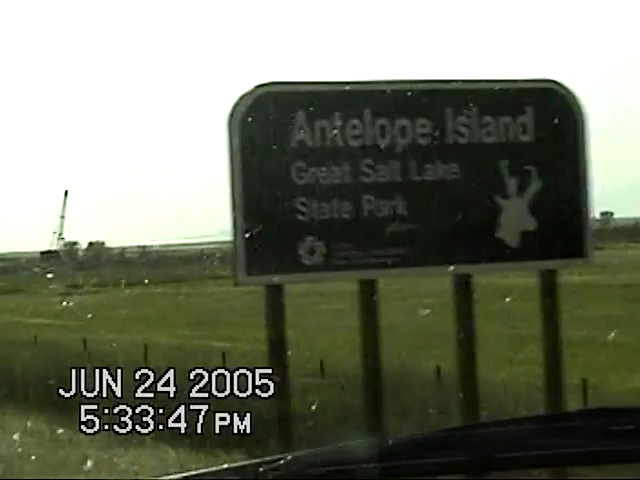 Antelope Island
Great Salt Lake
State Park
JUN 24 2005
5:33:47 PM